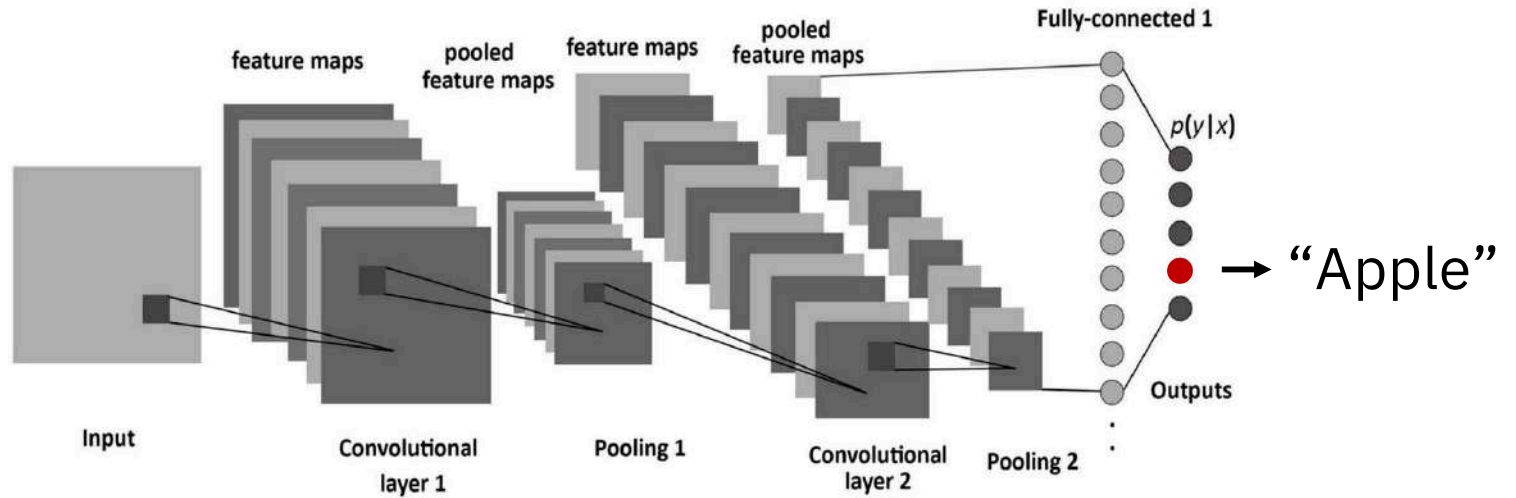 feature maps
pooled
feature maps
feature maps
pooled
feature maps
Fully-connected 1
p(y|x)
“Apple”
Outputs
Input
Convolutional
layer 1
Pooling 1
Convolutional
layer 2
Pooling 2